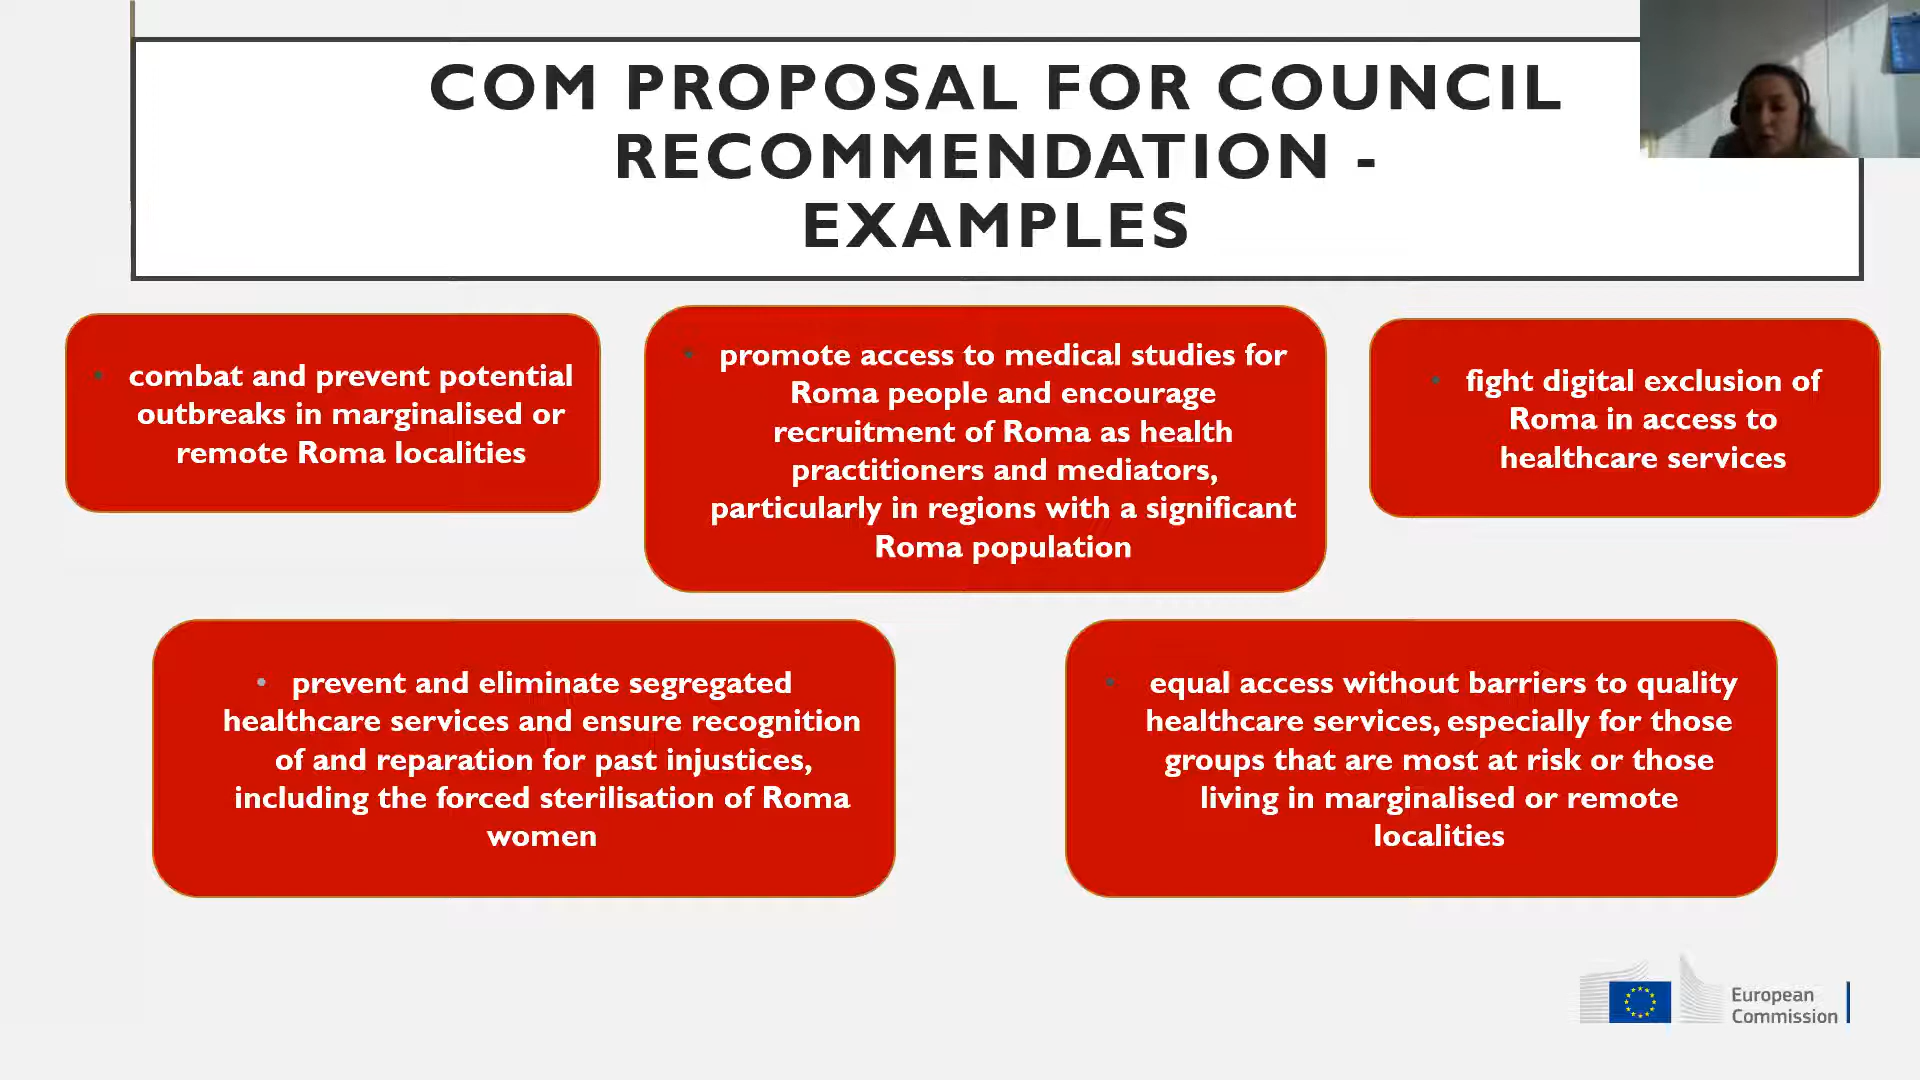 COM PROPOSAL FOR COUNCIL
RECOMMENDATION -
EXAMPLES
• combat and prevent potential
outbreaks in marginalised or
remote Roma localities
• promote access to medical studies for
Roma people and encourage
recruitment of Roma as health
practitioners and mediators,
particularly in regions with a significant
Roma population
• fight digital exclusion of
Roma in access to
healthcare services
• prevent and eliminate segregated
healthcare services and ensure recognition
of and reparation for past injustices,
including the forced sterilisation of Roma
women
• equal access without barriers to quality
healthcare services, especially for those
groups that are most at risk or those
living in marginalised or remote
localities
European
Commission